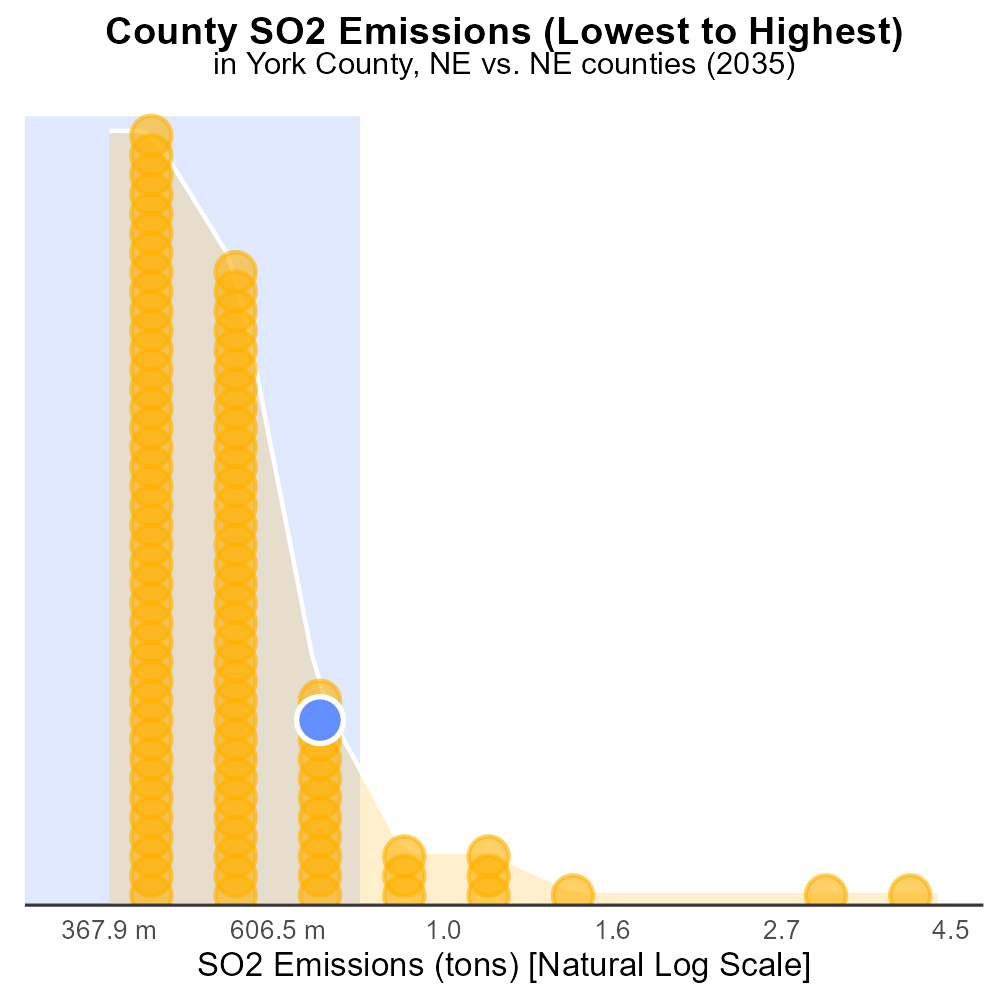 County SO2 Emissions (Lowest to Highest)
in York County, NE vs. NE counties (2035)
367.9 m 606.5 m 1.0 1.6 2.7 4.5
SO2 Emissions (tons) [Natural Log Scale]